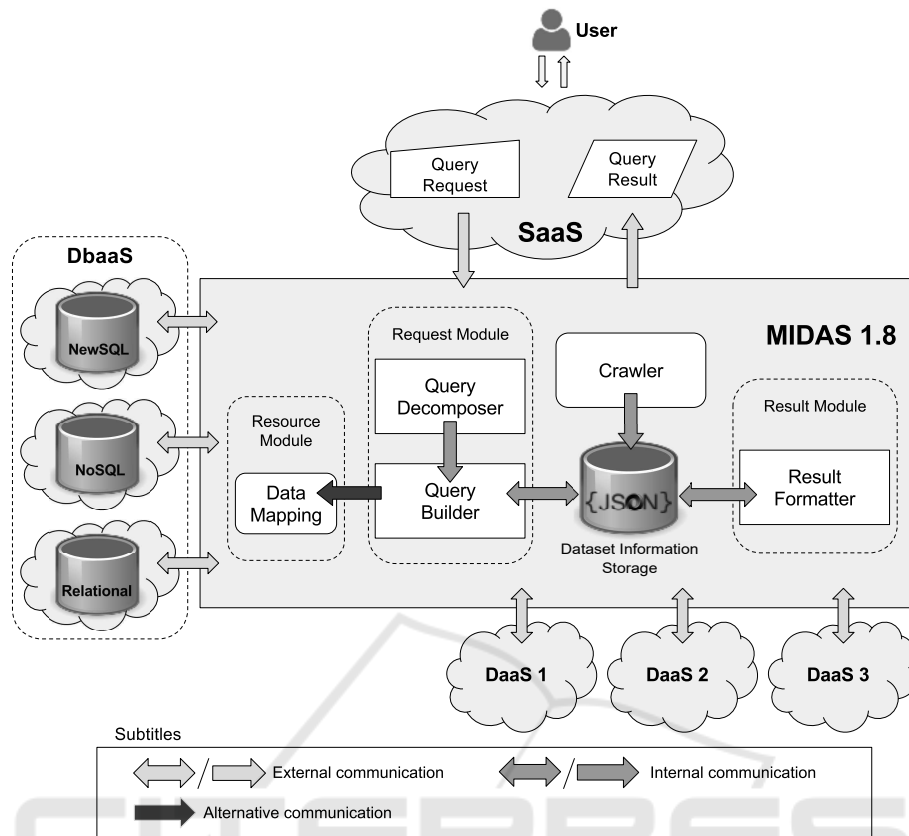 User
Query
Request
Query
Result
SaaS
DbaaS
NewSQL
NoSQL
Relational
MIDAS 1.8
Request Module
Query
Decomposer
Query
Builder
Resource
Module
Data
Mapping
Crawler
{JSON}
Dataset Information
Storage
Result Module
Result
Formatter
DaaS 1
DaaS 2
DaaS 3
Subtitles
External communication
Internal communication
Alternative communication